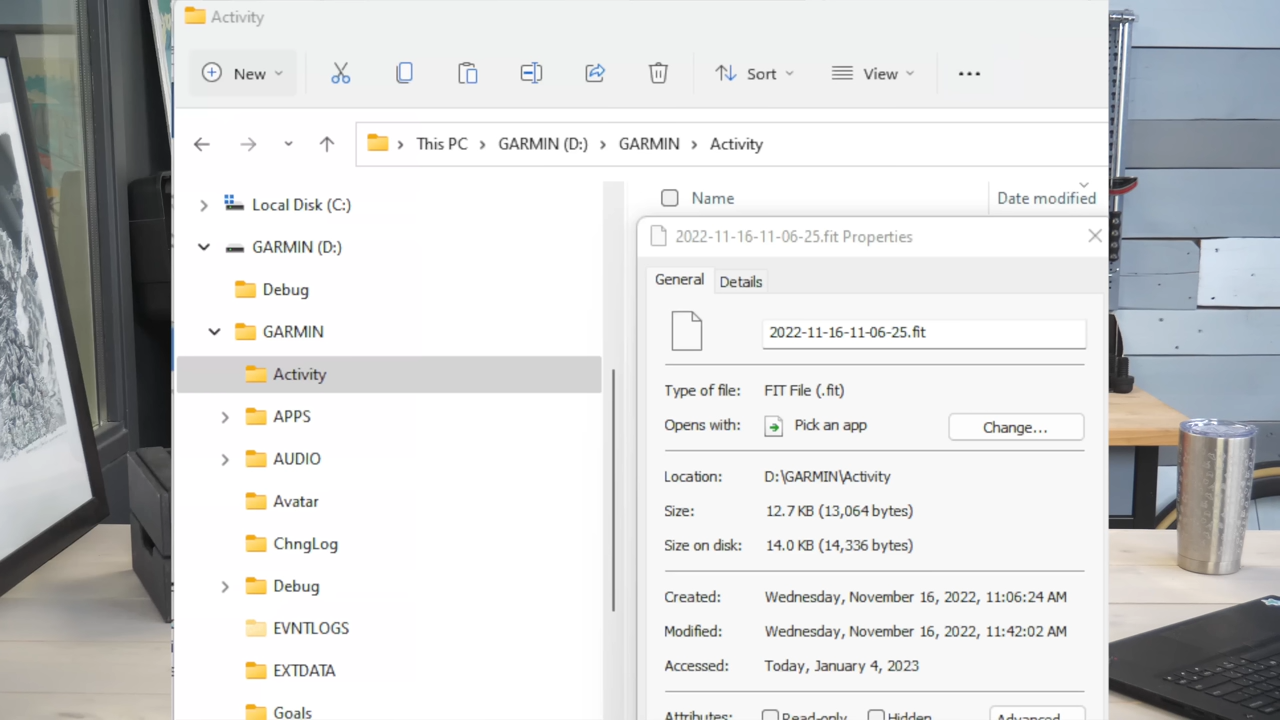 Activity
New
Sort
View
This PC > GARMIN (D:) > GARMIN > Activity
Local Disk (C:)
GARMIN (D:)
Debug
GARMIN
Activity
APPS
AUDIO
Avatar
ChngLog
Debug
EVNTLOGS
EXTDATA
Goals
Name
Date modified
2022-11-16-11-06-25.fit Properties
General
Details
2022-11-16-11-06-25.fit
Type of file: FIT File (.fit)
Opens with: Pick an app
Change...
Location: D:\GARMIN\Activity
Size: 12.7 KB (13,064 bytes)
Size on disk: 14.0 KB (14,336 bytes)
Created: Wednesday, November 16, 2022, 11:06:24 AM
Modified: Wednesday, November 16, 2022, 11:42:02 AM
Accessed: Today, January 4, 2023
Attributes: Read-only Hidden
Advanced...